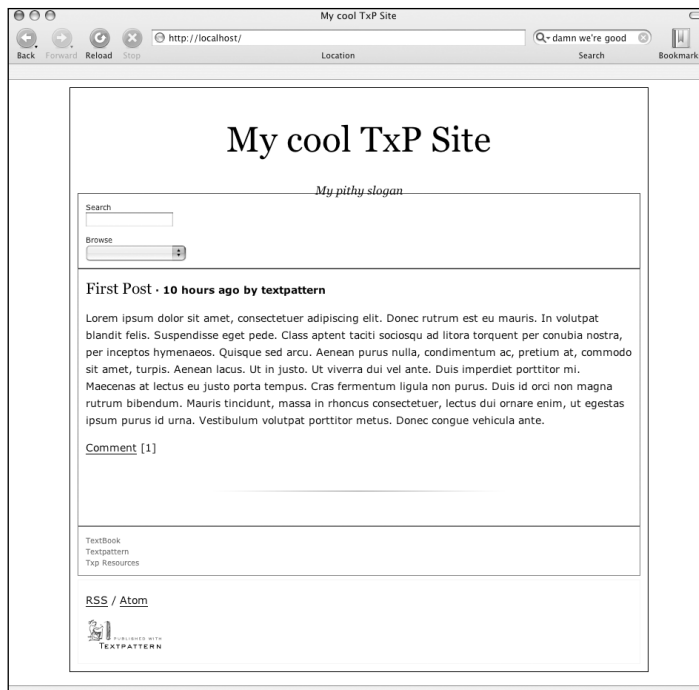 My cool TxP Site
http://localhost/
damn we're good
Back Forward Reload Stop Location Search Bookmark
My cool TxP Site
My pithy slogan
Search
Browse
First Post · 10 hours ago by textpattern
Lorem ipsum dolor sit amet, consectetuer adipiscing elit. Donec rutrum est eu mauris. In volutpat
blandit felis. Suspendisse eget pede. Class aptent taciti sociosqu ad litora torquent per conubia nostra,
per inceptos hymenaeos. Quisque sed arcu. Aenean purus nulla, condimentum ac, pretium at, commodo
sit amet, turpis. Aenean lacus. Ut in justo. Ut viverra dui vel ante. Duis imperdiet porttitor mi.
Maecenas at lectus eu justo porta tempus. Cras fermentum ligula non purus. Duis id orci non magna
rutrum bibendum. Mauris tincidunt, massa in rhoncus consectetuer, lectus dui ornare enim, ut egestas
ipsum purus id urna. Vestibulum volutpat porttitor metus. Donec congue vehicula ante.
Comment [1]
TextBook
Textpattern
Txp Resources
RSS / Atom
PUBLISHED WITH
TEXTPATTERN